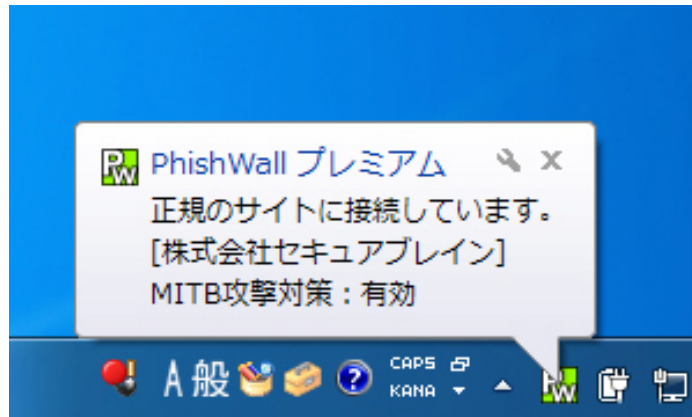 PW PhishWall プレミアム
正規のサイトに接続しています。
[株式会社セキュアブレイン]
MITB攻撃対策：有効
A 般 ? CAPS
KANA
PW